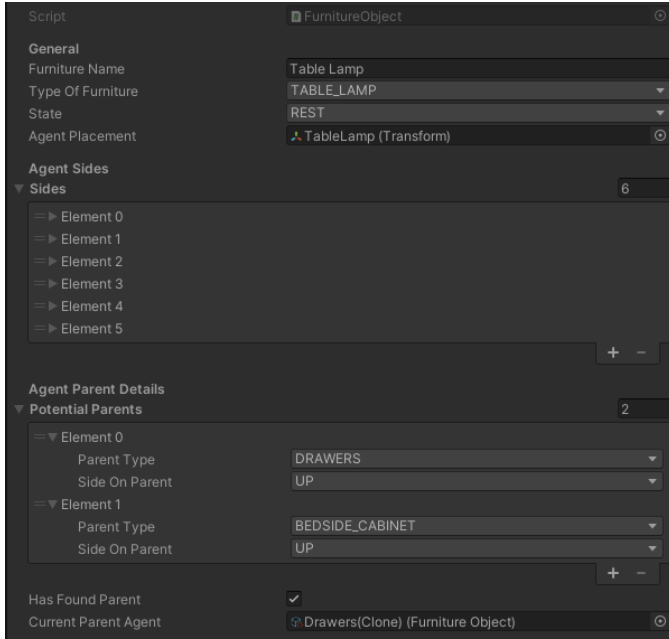 Script FurnitureObject
General
Furniture Name Table Lamp
Type Of Furniture TABLE_LAMP
State REST
Agent Placement TableLamp (Transform)
Agent Sides
Sides 6
Element 0
Element 1
Element 2
Element 3
Element 4
Element 5
+ −
Agent Parent Details
Potential Parents 2
Element 0
Parent Type DRAWERS
Side On Parent UP
Element 1
Parent Type BEDSIDE_CABINET
Side On Parent UP
+ −
Has Found Parent
Current Parent Agent Drawers(Clone) (Furniture Object)